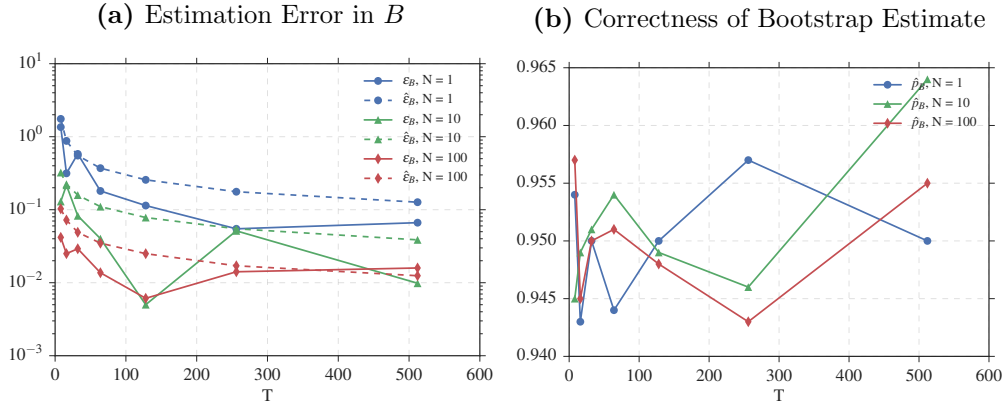 (a) Estimation Error in B
10¹
10⁰
10⁻¹
10⁻²
10⁻³
0 100 200 300 400 500 600
T
ε_B, N = 1
ε̂_B, N = 1
ε_B, N = 10
ε̂_B, N = 10
ε_B, N = 100
ε̂_B, N = 100
(b) Correctness of Bootstrap Estimate
0.965
0.960
0.955
0.950
0.945
0.940
0 100 200 300 400 500 600
T
p̂_B, N = 1
p̂_B, N = 10
p̂_B, N = 100